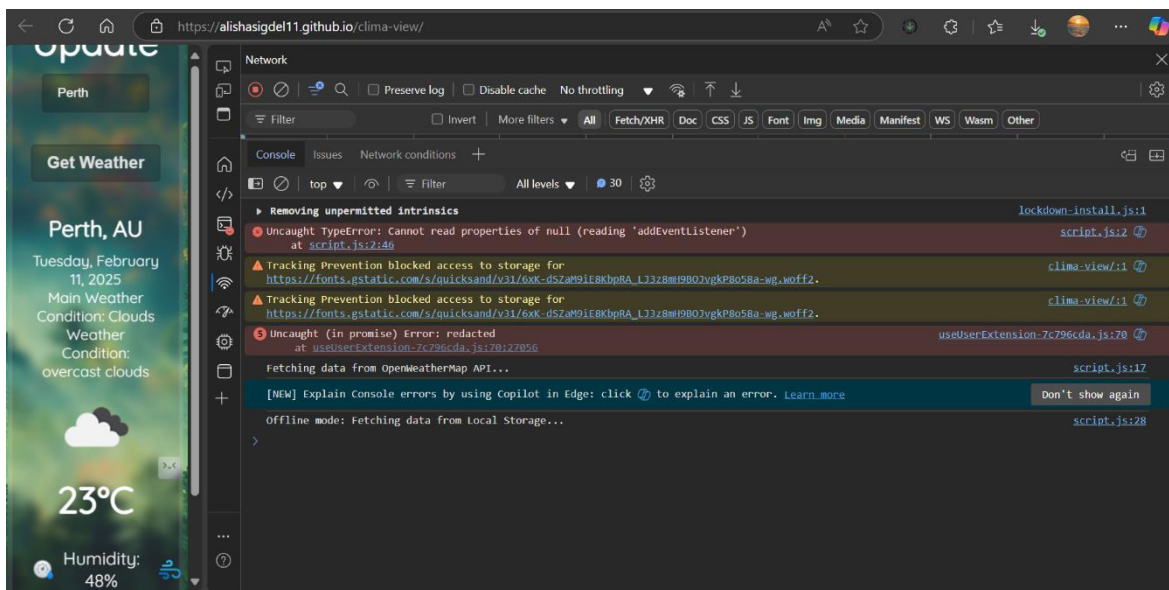 https://alishasigdel11.github.io/clima-view/
Update
Perth
Get Weather
Perth, AU
Tuesday, February
11, 2025
Main Weather
Condition: Clouds
Weather
Condition:
overcast clouds
23°C
Humidity:
48%
Network
Preserve log Disable cache No throttling
Filter Invert More filters All Fetch/XHR Doc CSS JS Font Img Media Manifest WS Wasm Other
Console Issues Network conditions
top Filter All levels 30
Removing unpermitted intrinsics lockdown-install.js:1
Uncaught TypeError: Cannot read properties of null (reading 'addEventListener') script.js:2
at script.js:2:46
Tracking Prevention blocked access to storage for clima-view/:1
https://fonts.gstatic.com/s/quicksand/v31/6xK-dSZaM9iE8KbpRA_LJ3z8mH9BOJvgkP8o58a-wg.woff2.
Tracking Prevention blocked access to storage for clima-view/:1
https://fonts.gstatic.com/s/quicksand/v31/6xK-dSZaM9iE8KbpRA_LJ3z8mH9BOJvgkP8o58a-wg.woff2.
5 Uncaught (in promise) Error: redacted useUserExtension-7c796cda.js:70
at useUserExtension-7c796cda.js:70:27056
Fetching data from OpenWeatherMap API... script.js:17
[NEW] Explain Console errors by using Copilot in Edge: click to explain an error. Learn more Don't show again
Offline mode: Fetching data from Local Storage... script.js:28